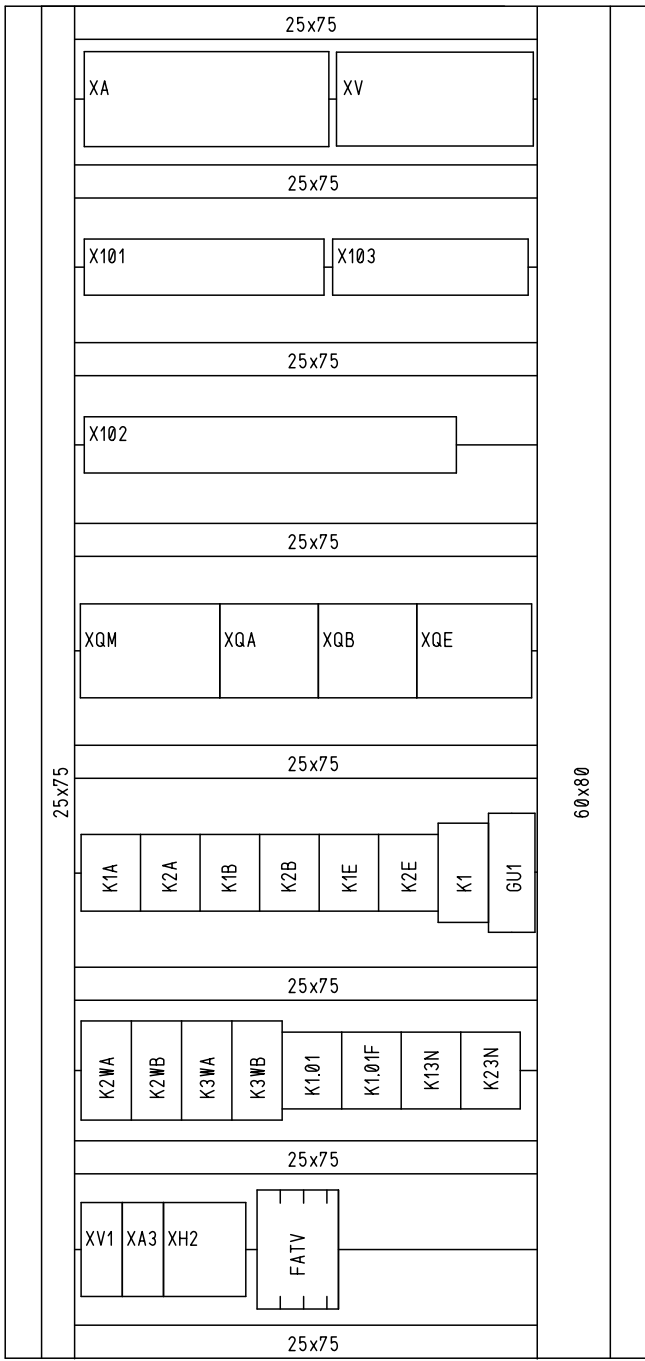 25x75
XA XV
25x75
X101 X103
25x75
X102
25x75
XQM XQA XQB XQE
25x75
25x75
60x80
K1A K2A K1B K2B K1E K2E K1 GU1
25x75
K2WA K2WB K3WA K3WB K1.01 K1.01F K13N K23N
25x75
XV1 XA3 XH2 FATV
25x75